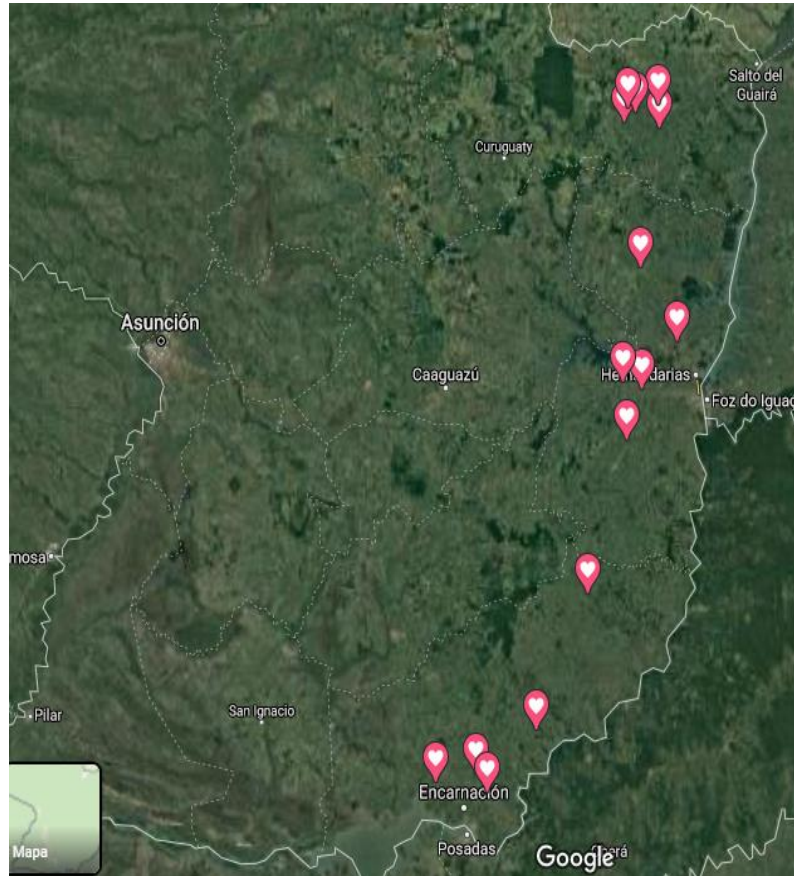 Salto del
Guairá
Curuguaty
Asunción
Caaguazú
Foz do Iguaç
mosa
Pilar
San Ignacio
Encarnación
Posadas
Google
Mapa